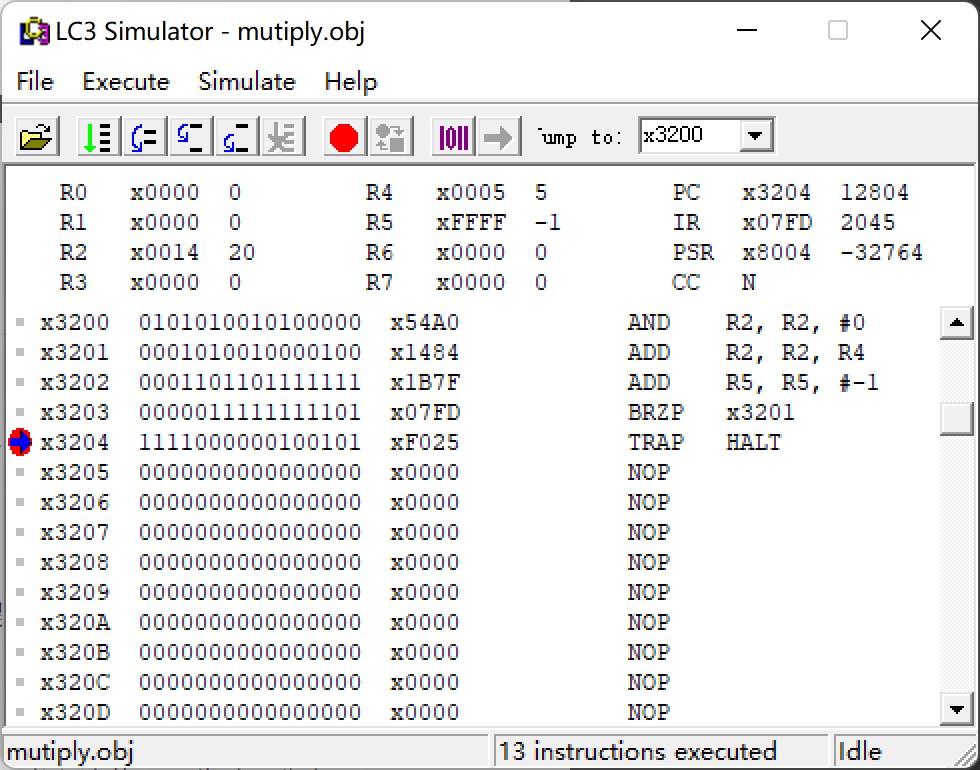 LC3 Simulator - mutiply.obj
File Execute Simulate Help
Jump to: x3200
R0 x0000 0 R4 x0005 5 PC x3204 12804
R1 x0000 0 R5 xFFFF -1 IR x07FD 2045
R2 x0014 20 R6 x0000 0 PSR x8004 -32764
R3 x0000 0 R7 x0000 0 CC N
x3200 0101010010100000 x54A0 AND R2, R2, #0
x3201 0001010010000100 x1484 ADD R2, R2, R4
x3202 0001101101111111 x1B7F ADD R5, R5, #-1
x3203 0000011111111101 x07FD BRZP x3201
x3204 1111000000100101 xF025 TRAP HALT
x3205 0000000000000000 x0000 NOP
x3206 0000000000000000 x0000 NOP
x3207 0000000000000000 x0000 NOP
x3208 0000000000000000 x0000 NOP
x3209 0000000000000000 x0000 NOP
x320A 0000000000000000 x0000 NOP
x320B 0000000000000000 x0000 NOP
x320C 0000000000000000 x0000 NOP
x320D 0000000000000000 x0000 NOP
mutiply.obj 13 instructions executed Idle